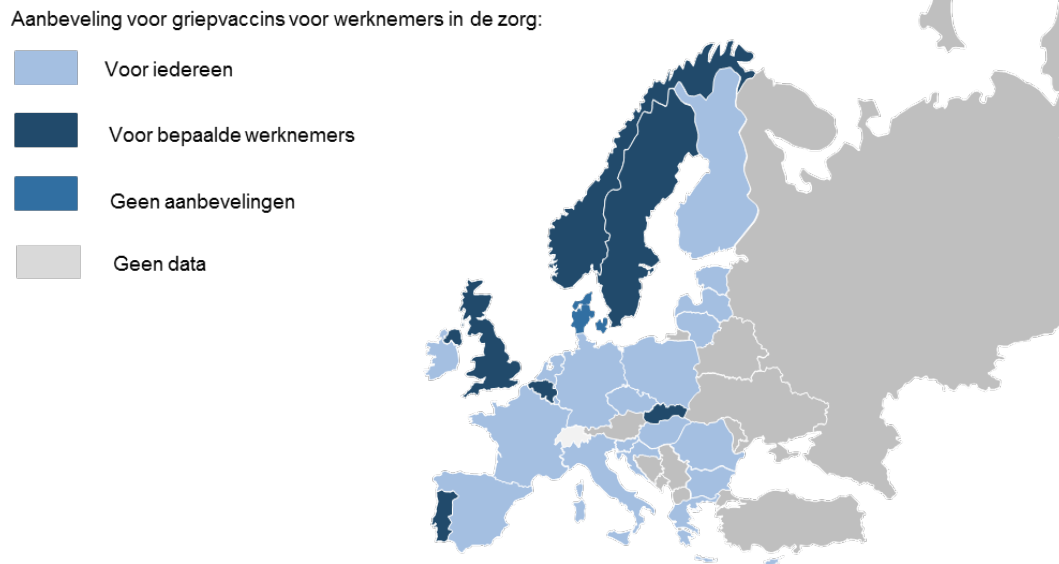 Aanbeveling voor griepvaccins voor werknemers in de zorg:
Voor iedereen
Voor bepaalde werknemers
Geen aanbevelingen
Geen data